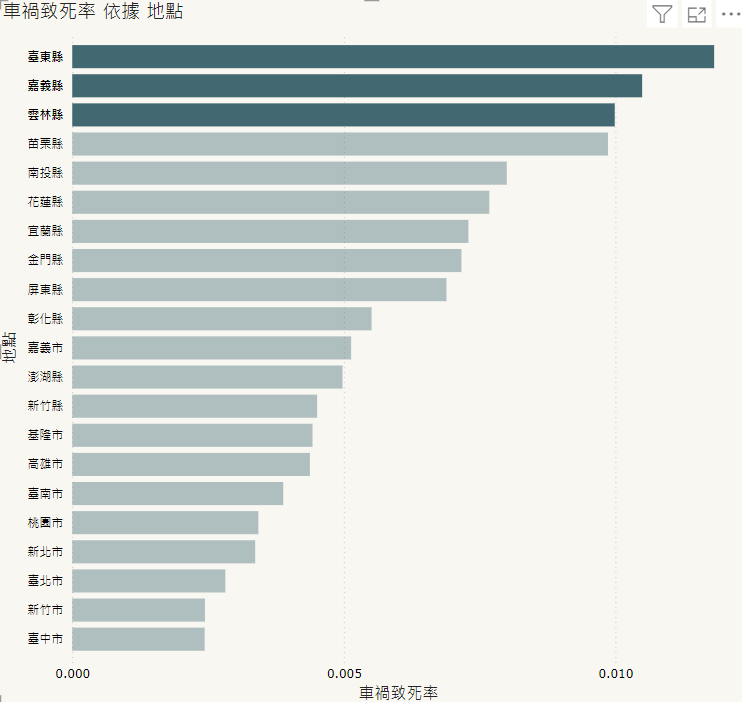 車禍致死率 依據 地點
臺東縣
嘉義縣
雲林縣
苗栗縣
南投縣
花蓮縣
宜蘭縣
金門縣
屏東縣
彰化縣
嘉義市
澎湖縣
新竹縣
基隆市
高雄市
臺南市
桃園市
新北市
臺北市
新竹市
臺中市
地點
0.000
0.005
0.010
車禍致死率